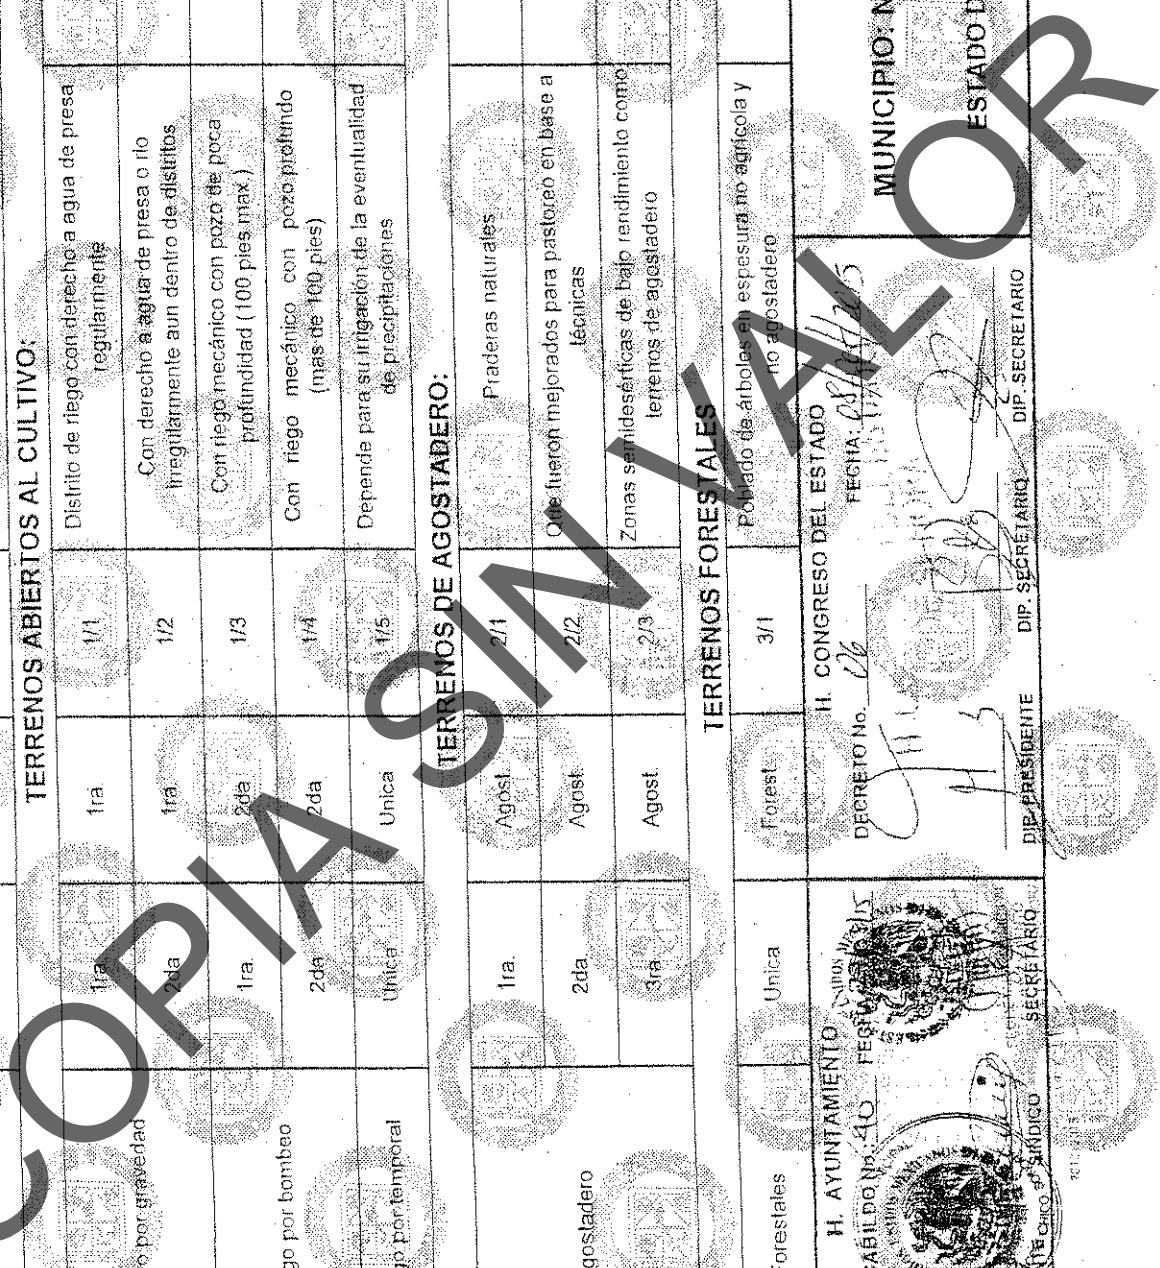 TERRENOS ABIERTOS AL CULTIVO:
o por gravedad
1ra. 1ra. 1/1 Distrito de riego con derecho a agua de presa
regularmente
2da 1ra. 1/2 Con derecho a agua de presa o río
irregularmente aun dentro de distritos
go por bombeo
1ra. 2da 1/3 Con riego mecánico con pozo de poca
profundidad (100 pies max.)
2da 2da 1/4 Con riego mecánico con pozo profundo
(mas de 100 pies)
o por temporal Unica Unica 1/5 Depende para su irrigación de la eventualidad
de precipitaciones
TERRENOS DE AGOSTADERO:
gostadero
1ra. Agost. 2/1 Praderas naturales
2da. Agost. 2/2 Que fueron mejorados para pastoreo en base a
técnicas
3ra. Agost. 2/3 Zonas semidesérticas de bajo rendimiento como
terrenos de agostadero
TERRENOS FORESTALES
orestales Unica Forest. 3/1 Poblado de árboles en espesura no agrícola y
no agostadero
H. AYUNTAMIENTO
ABILDO No.: 40 FECHA
SINDICO
SECRETARIO
H. CONGRESO DEL ESTADO
DECRETO No. FECHA:
DIP. PRESIDENTE
DIP. SECRETARIO
DIP. SECRETARIO
MUNICIPIO: N
ESTADO D
COPIA SIN VALOR